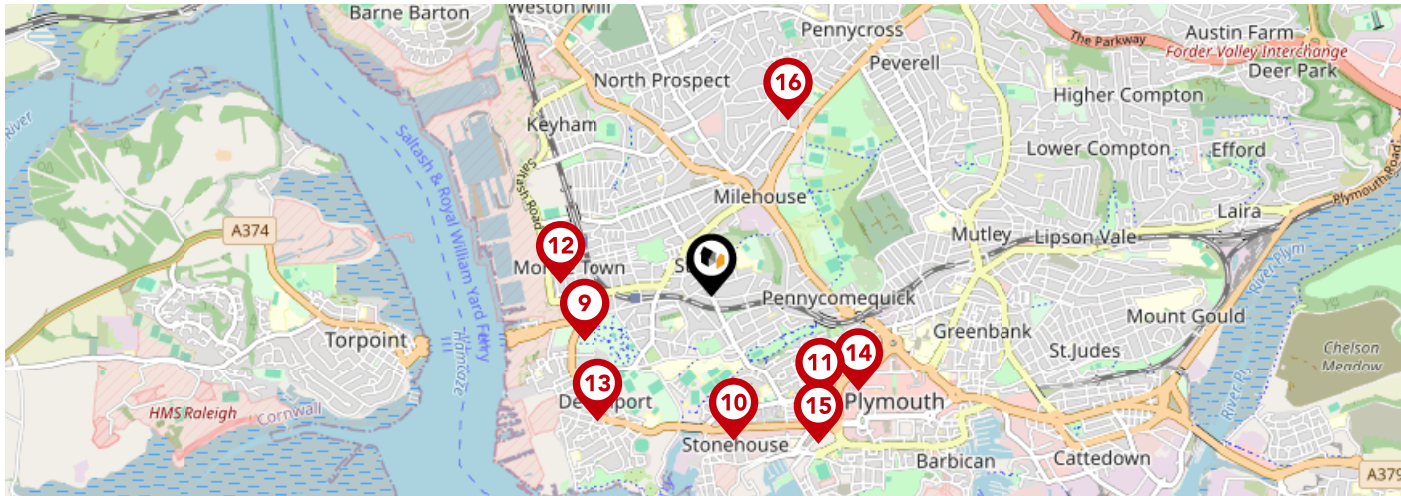 Barne Barton
Weston Mill
Pennycross
Austin Farm
The Parkway
Forder Valley Interchange
Peverell
Deer Park
North Prospect
16
Higher Compton
River
Keyham
Saltash & Royal William Yard Ferry
Lower Compton
Efford
Saltash Road
Plymouth Road
Milehouse
Laira
A374
12
Mutley
Lipson Vale
River Plym
9
Pennycomequick
Mount Gould
Greenbank
Torpoint
Hamoaze
St.Judes
11
14
Chelson
Meadow
13
10
15
Plymouth
HMS Raleigh
Cornwall
Stonehouse
Barbican
Cattedown
A379